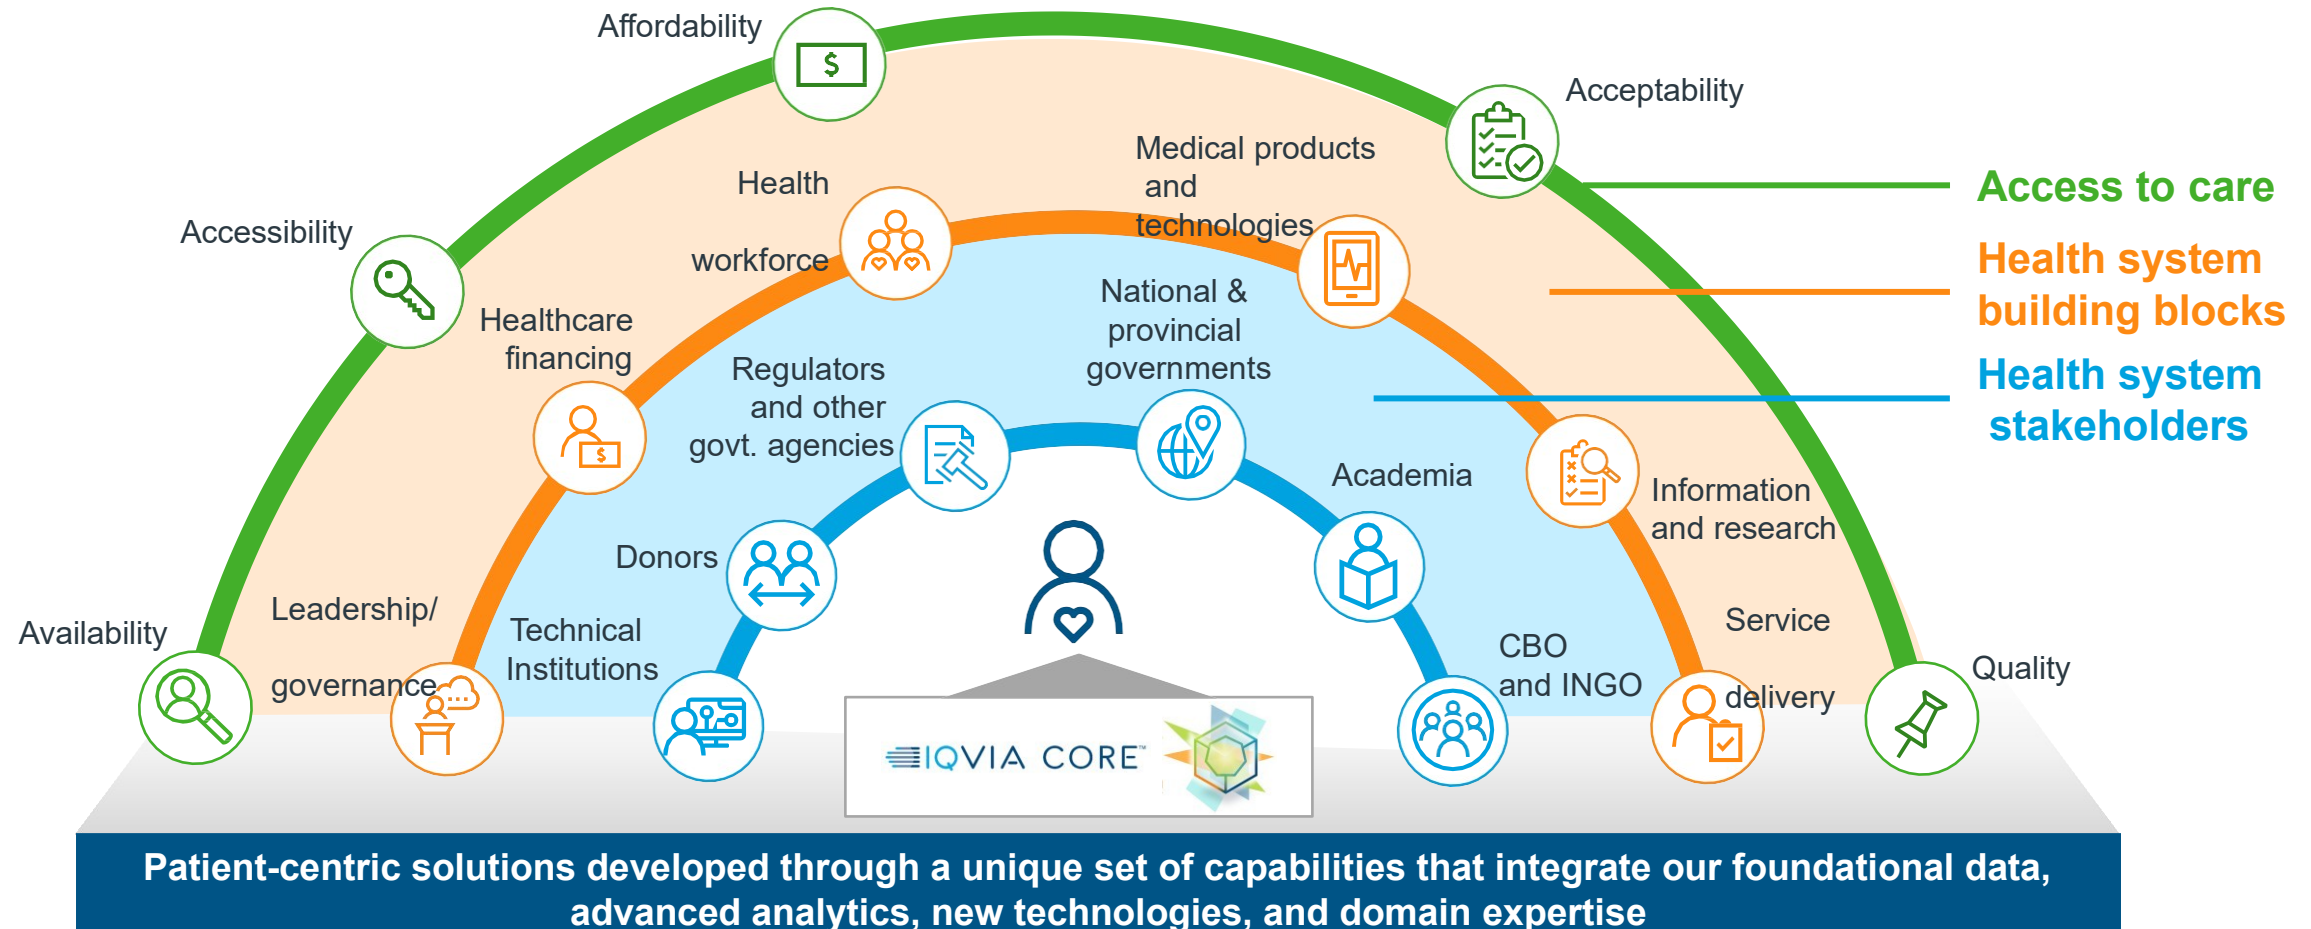 Affordability
Acceptability
Accessibility
Availability
Quality
Health
workforce
Medical products
and
technologies
Healthcare
financing
Leadership/
governance
Information
and research
Service
delivery
National &
provincial
governments
Regulators
and other
govt. agencies
Academia
Donors
Technical
Institutions
CBO
and INGO
Access to care
Health system
building blocks
Health system
stakeholders
IQVIA CORE™
Patient-centric solutions developed through a unique set of capabilities that integrate our foundational data,
advanced analytics, new technologies, and domain expertise